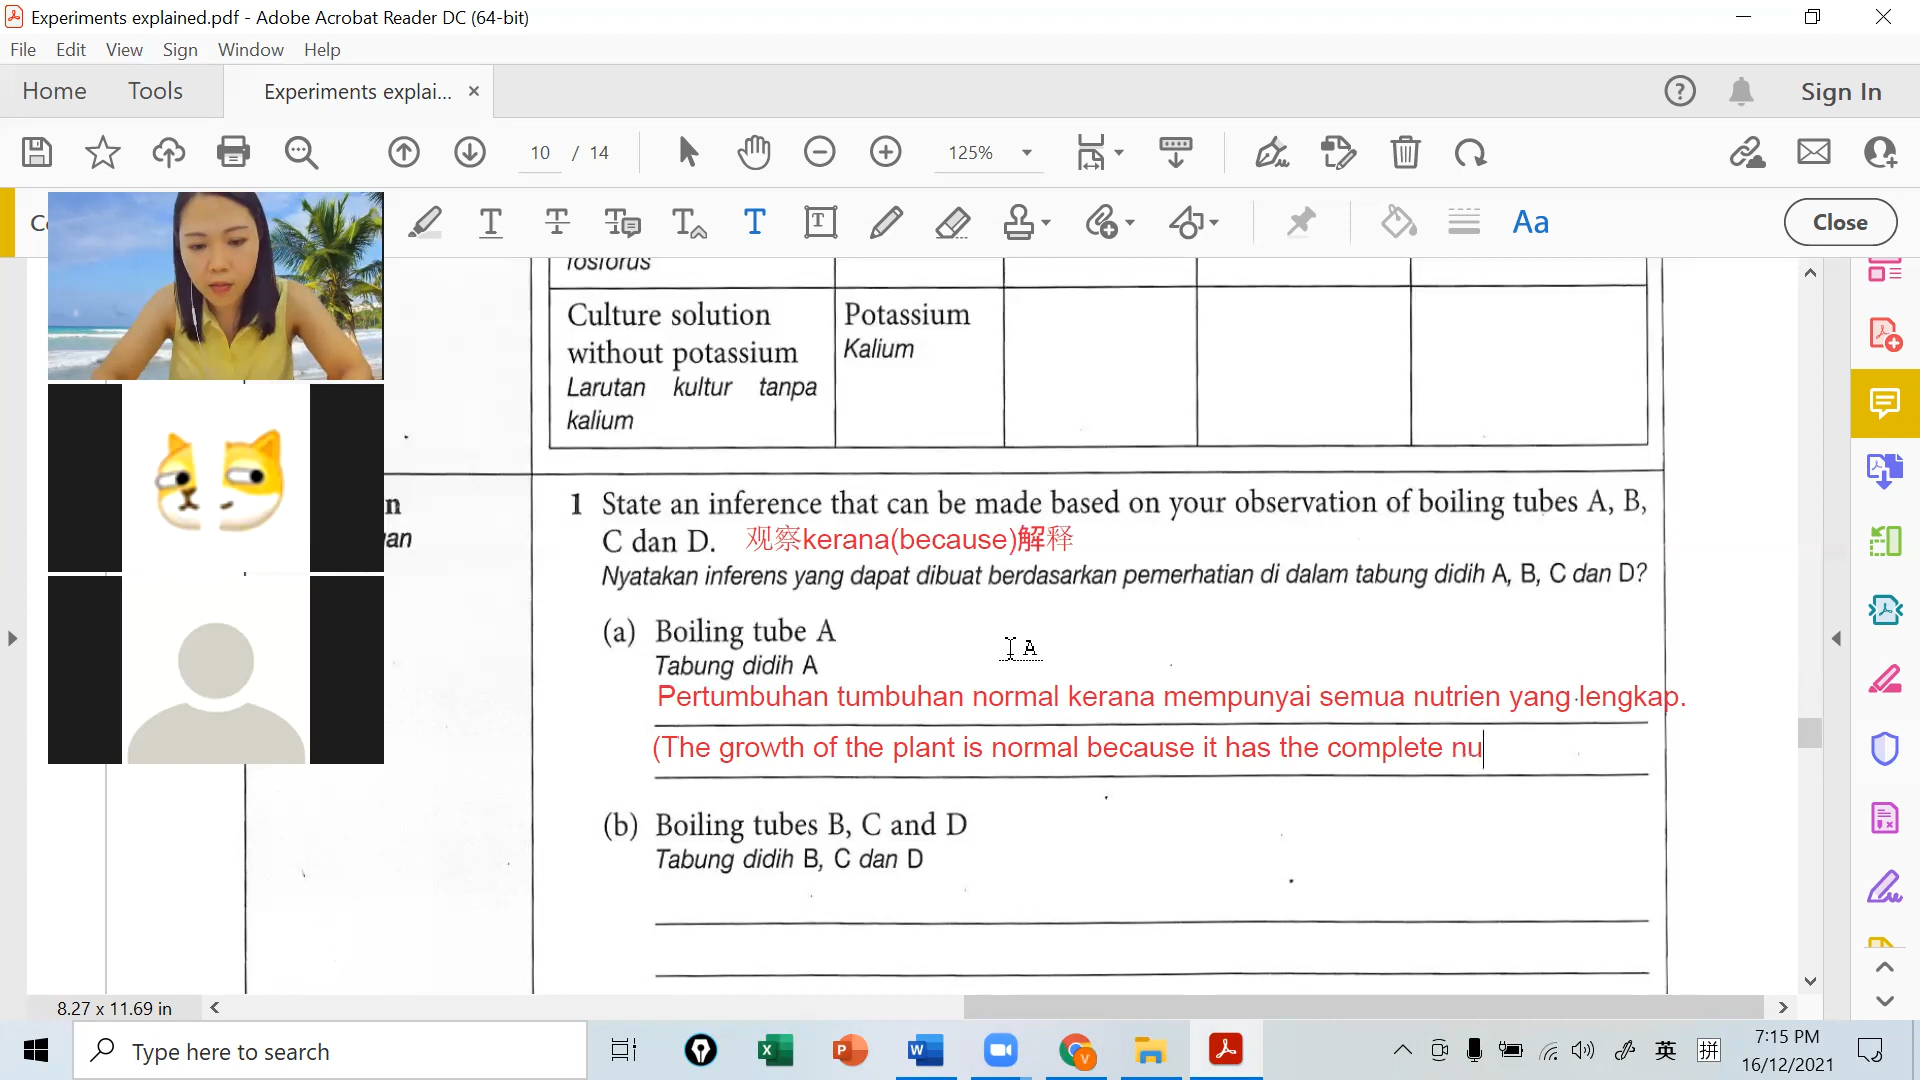 Experiments explained.pdf - Adobe Acrobat Reader DC (64-bit)
File Edit View Sign Window Help
Home Tools Experiments explai... × Sign In
10 / 14 125%
Close
fosforus
Culture solution
without potassium
Larutan kultur tanpa
kalium
Potassium
Kalium
1 State an inference that can be made based on your observation of boiling tubes A, B,
C dan D. 观察kerana(because)解释
Nyatakan inferens yang dapat dibuat berdasarkan pemerhatian di dalam tabung didih A, B, C dan D?
(a) Boiling tube A
Tabung didih A
Pertumbuhan tumbuhan normal kerana mempunyai semua nutrien yang lengkap.
(The growth of the plant is normal because it has the complete nu
(b) Boiling tubes B, C and D
Tabung didih B, C dan D
8.27 x 11.69 in
Type here to search
英 拼
7:15 PM
16/12/2021